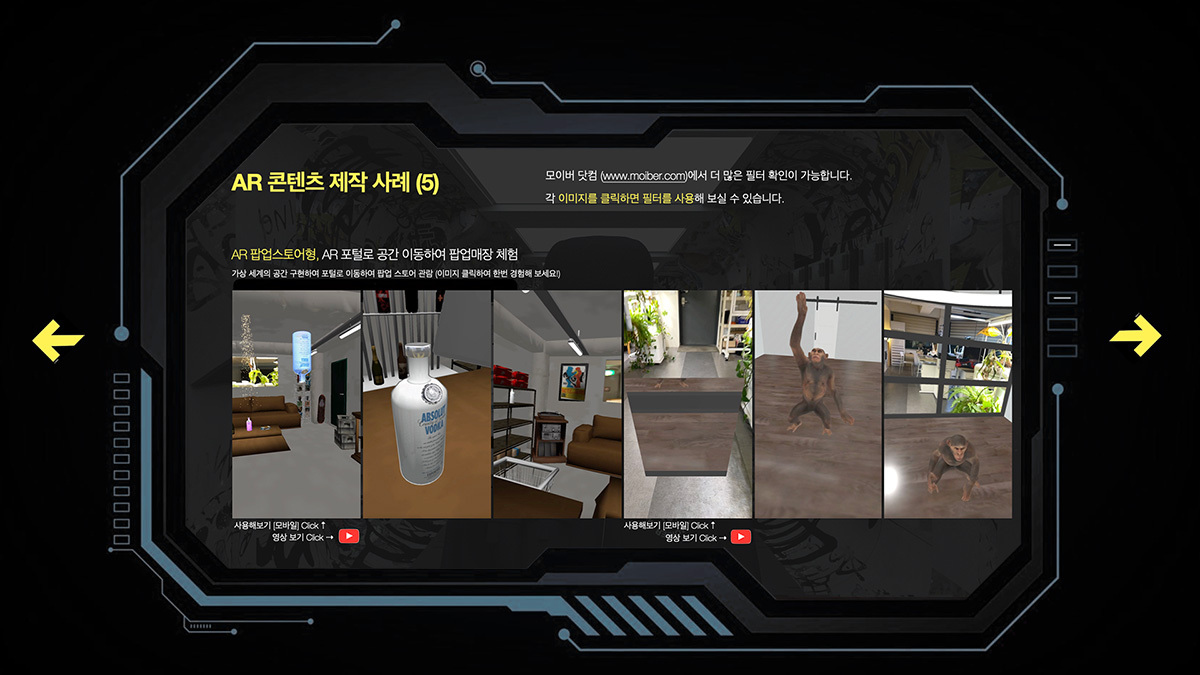 AR 콘텐츠 제작 사례 (5)
모이버 닷컴 (www.moiber.com)에서 더 많은 필터 확인이 가능합니다.
각 이미지를 클릭하면 필터를 사용해 보실 수 있습니다.
AR 팝업스토어형, AR 포털로 공간 이동하여 팝업매장 체험
가상 세계의 공간 구현하여 포털로 이동하여 팝업 스토어 관람 (이미지 클릭하여 한번 경험해 보세요!)
ABSOLUT
VODKA
사용해보기 [모바일] Click ↑
영상 보기 Click →
사용해보기 [모바일] Click ↑
영상 보기 Click →